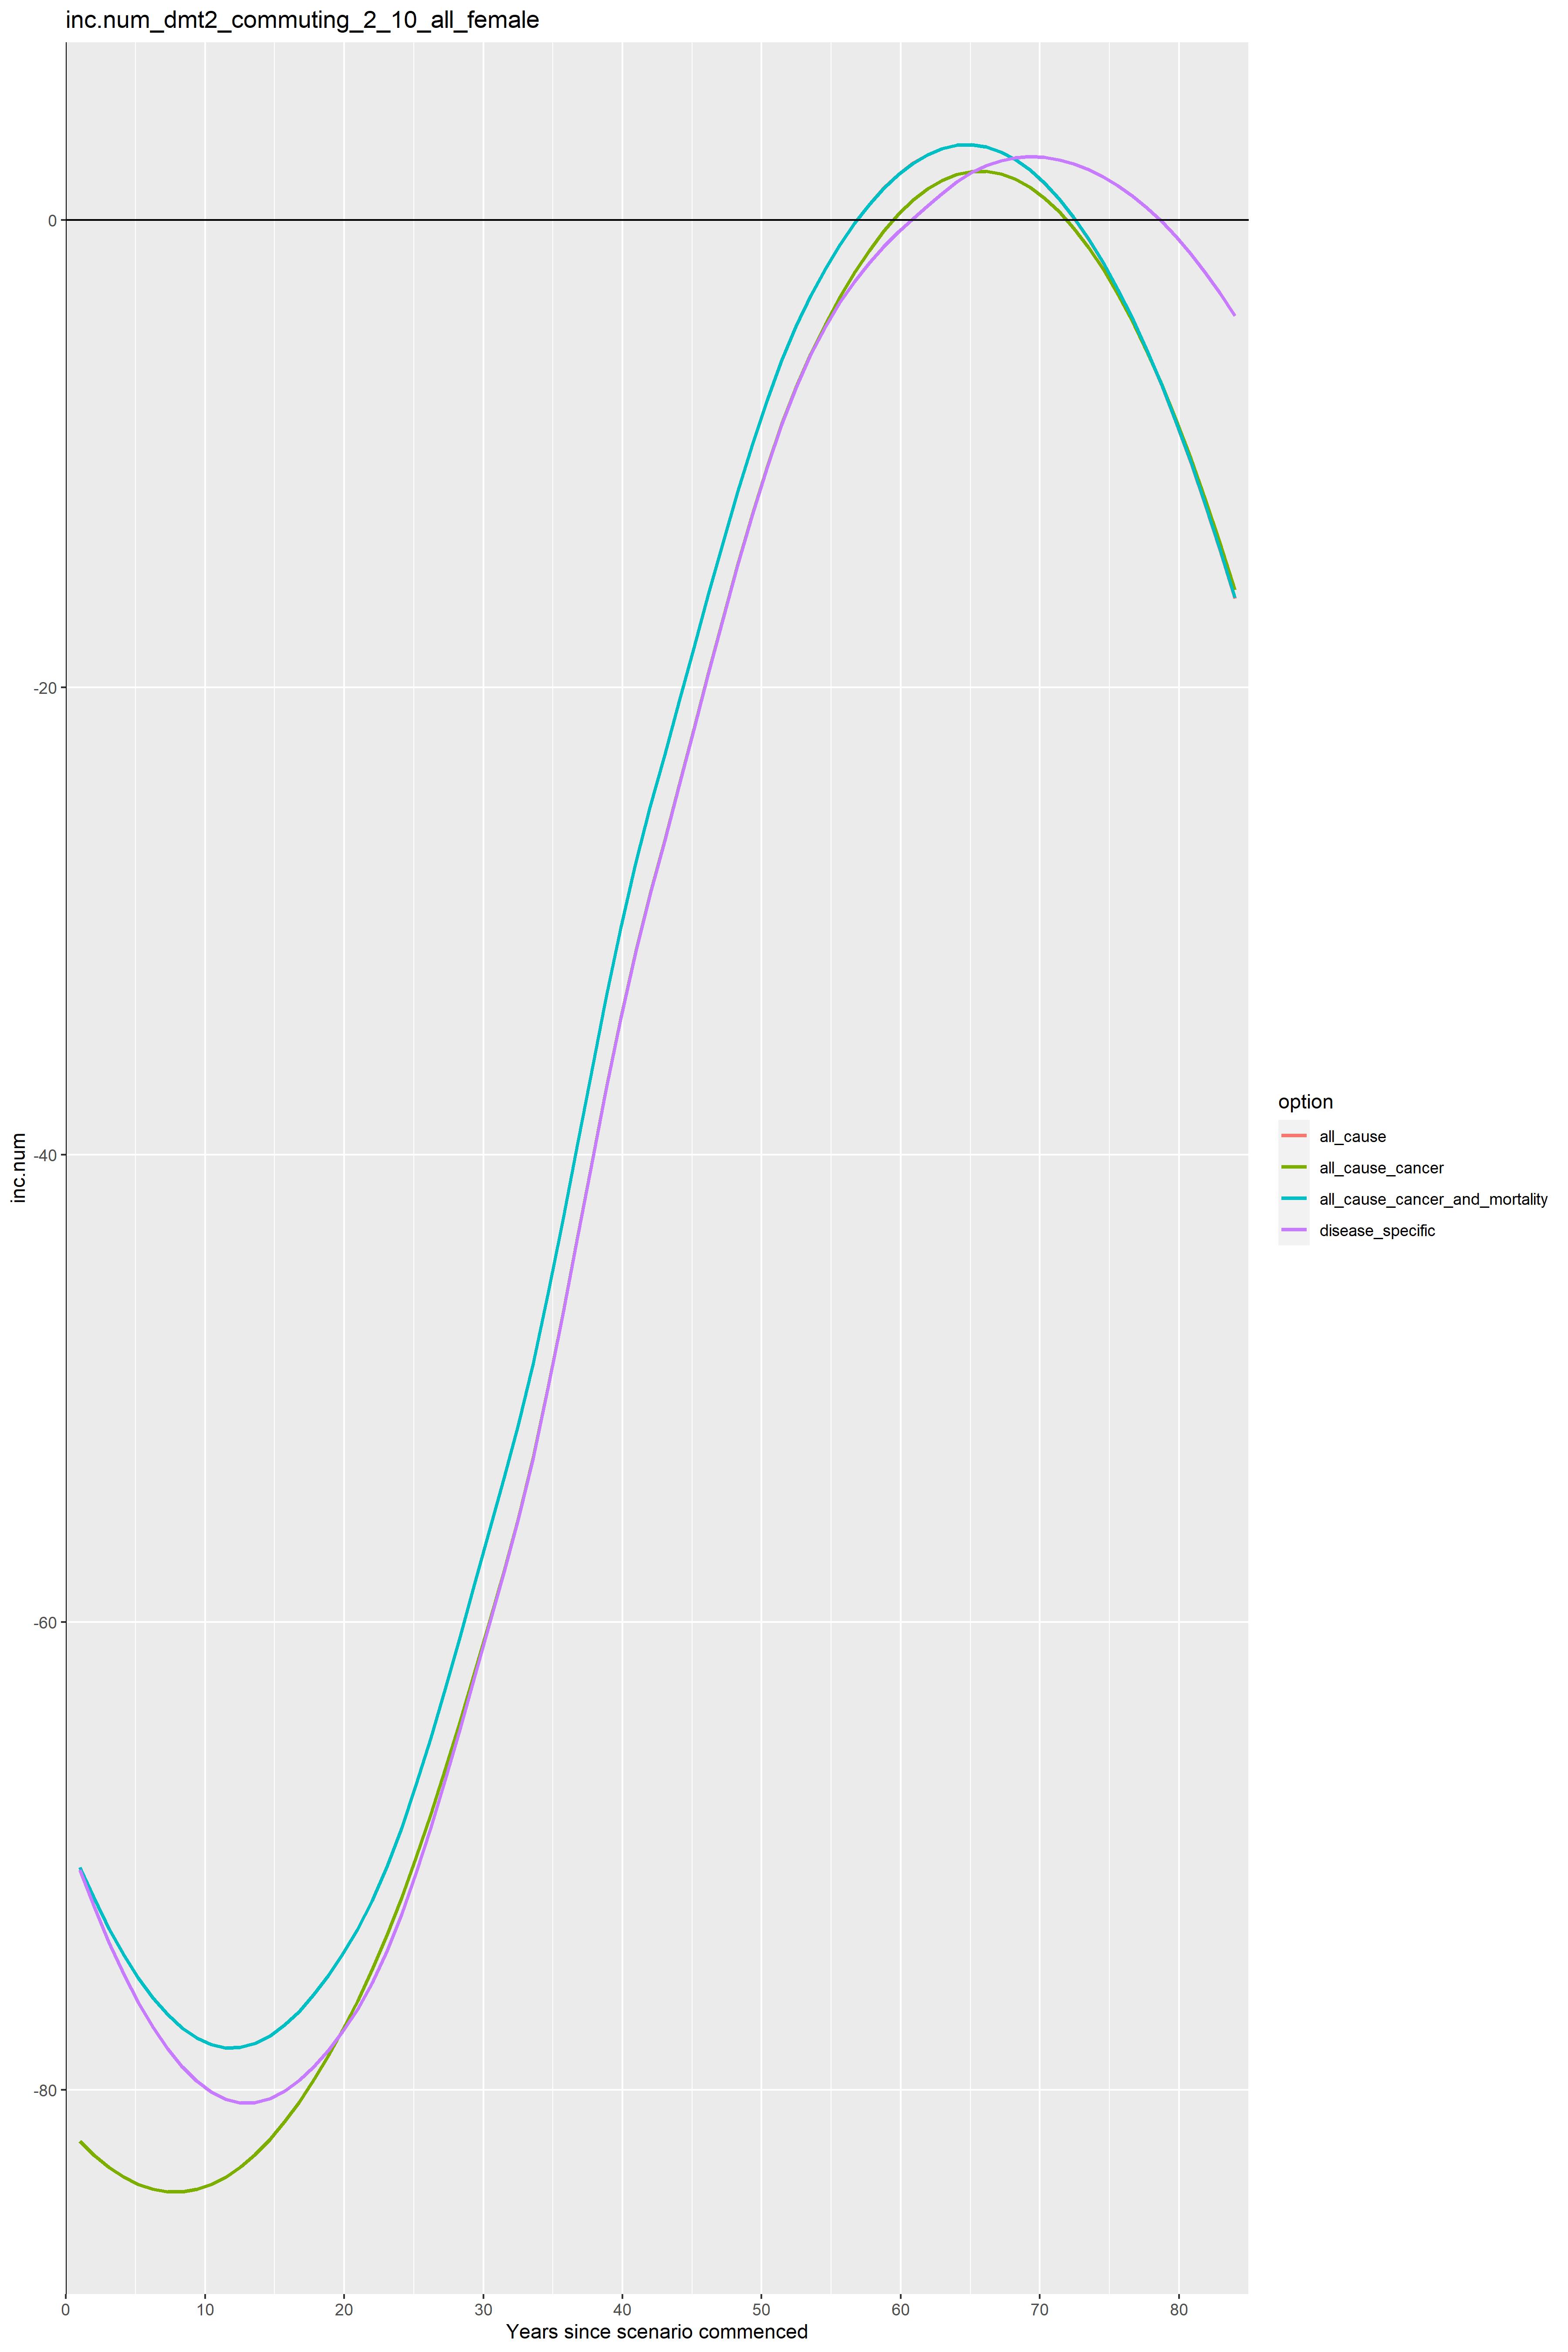 inc.num_dmt2_commuting_2_10_all_female
0
-20
-40
-60
-80
inc.num
0 10 20 30 40 50 60 70 80
Years since scenario commenced
option
all_cause
all_cause_cancer
all_cause_cancer_and_mortality
disease_specific